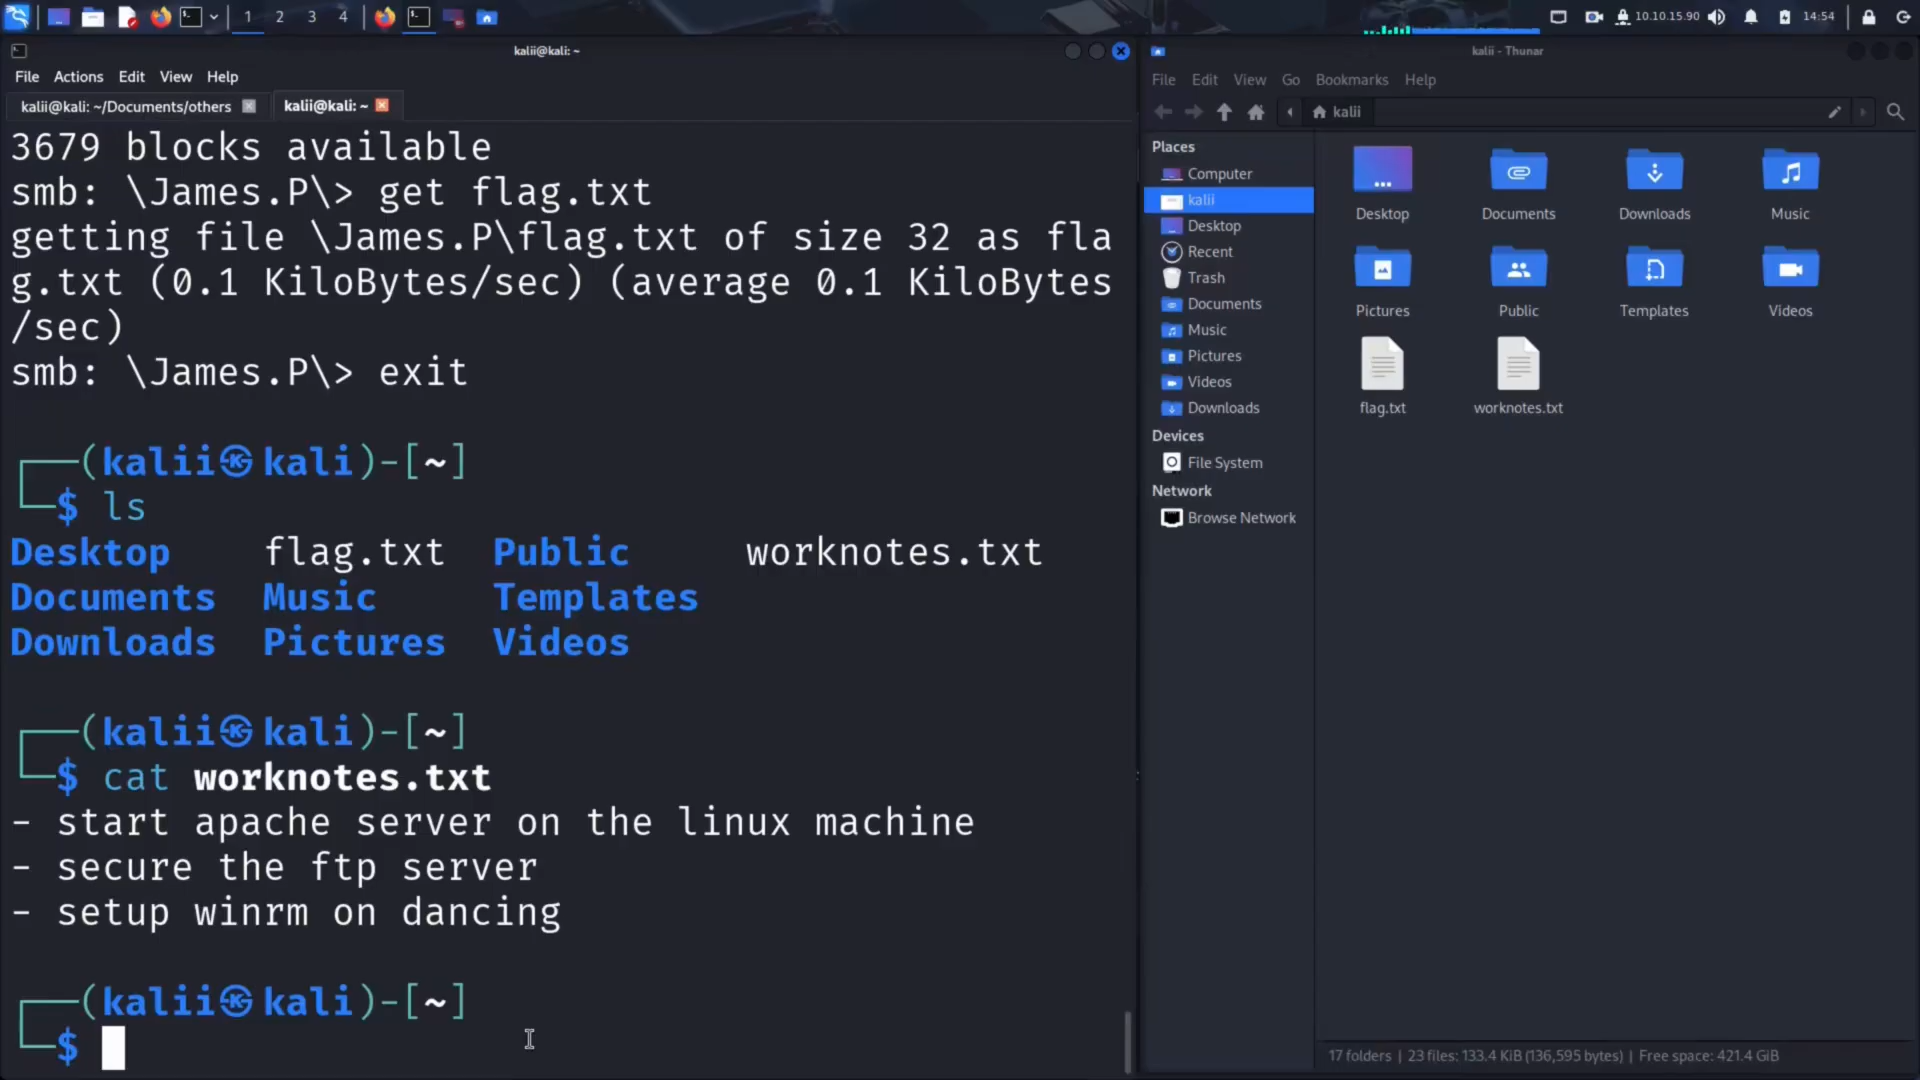 1 2 3 4
10.10.15.90
14:54
kalii@kali: ~
File Actions Edit View Help
kalii@kali: ~/Documents/others
kalii@kali: ~
3679 blocks available
smb: \James.P\> get flag.txt
getting file \James.P\flag.txt of size 32 as fla
g.txt (0.1 KiloBytes/sec) (average 0.1 KiloBytes
/sec)
smb: \James.P\> exit
(kalii㉿kali)-[~]
$ ls
Desktop flag.txt Public worknotes.txt
Documents Music Templates
Downloads Pictures Videos
(kalii㉿kali)-[~]
$ cat worknotes.txt
- start apache server on the linux machine
- secure the ftp server
- setup winrm on dancing
(kalii㉿kali)-[~]
$
kalii - Thunar
File Edit View Go Bookmarks Help
kalii
Places
Computer
kalii
Desktop
Recent
Trash
Documents
Music
Pictures
Videos
Downloads
Devices
File System
Network
Browse Network
Desktop Documents Downloads Music
Pictures Public Templates Videos
flag.txt worknotes.txt
17 folders | 23 files: 133.4 KiB (136,595 bytes) | Free space: 421.4 GiB